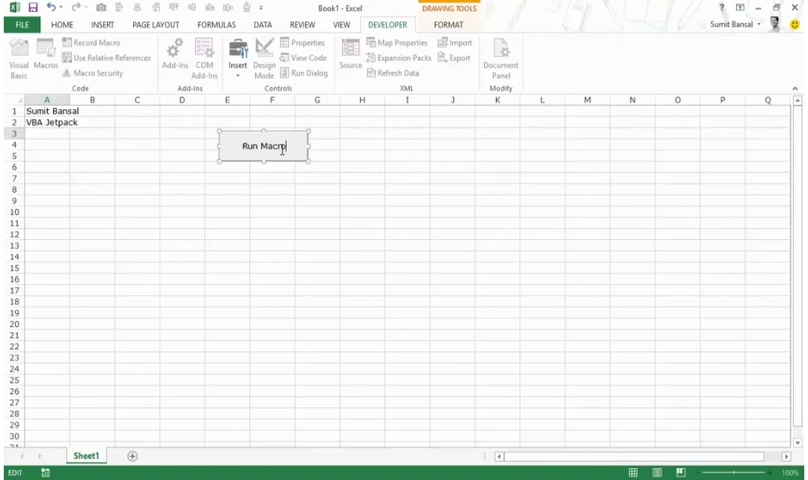 Book1 - Excel
DRAWING TOOLS
FILE HOME INSERT PAGE LAYOUT FORMULAS DATA REVIEW VIEW DEVELOPER FORMAT
Sumit Bansal
Visual Basic
Macros
Record Macro
Use Relative References
Macro Security
Code
Add-Ins
COM Add-Ins
Add-Ins
Insert
Design Mode
Properties
View Code
Run Dialog
Controls
Source
Map Properties
Expansion Packs
Refresh Data
Import
Export
XML
Document Panel
Modify
A B C D E F G H I J K L M N O P Q
1 Sumit Bansal
2 VBA Jetpack
3
4 Run Macro
5
6
7
8
9
10
11
12
13
14
15
16
17
18
19
20
21
22
23
24
25
26
27
28
29
30
Sheet1
EDIT
100%